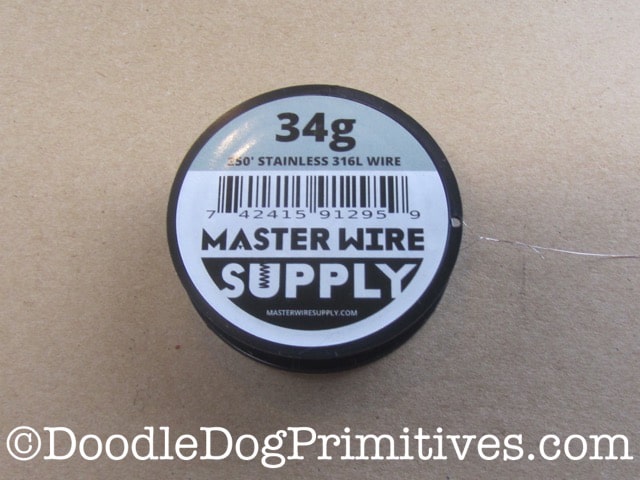 34g
250' STAINLESS 316L WIRE
7 42415 91295 9
MASTER WIRE
SUPPLY
MASTERWIRESUPPLY.COM
©DoodleDogPrimitives.com